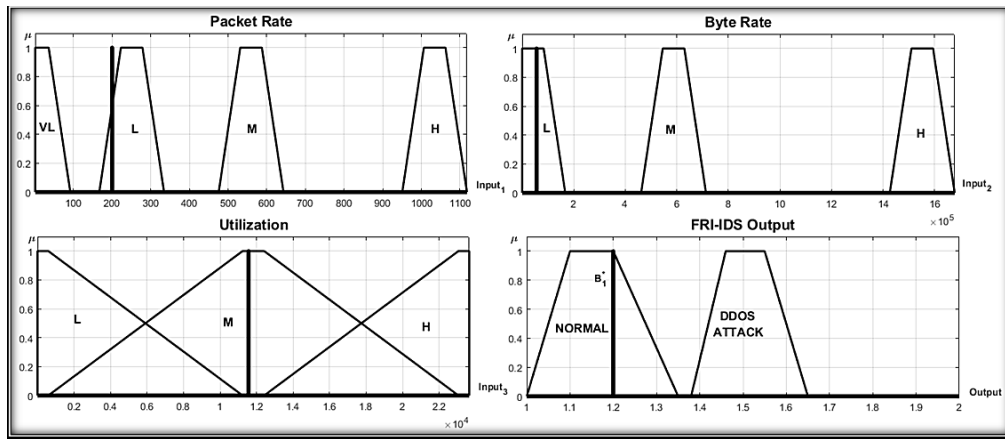 Packet Rate
μ
1
0.8
0.6
0.4
0.2
0
VL
L
M
H
100 200 300 400 500 600 700 800 900 1000 1100
Input1
Byte Rate
μ
1
0.8
0.6
0.4
0.2
0
L
M
H
2 4 6 8 10 12 14 16
Input2
× 10^5
Utilization
μ
1
0.8
0.6
0.4
0.2
0
L
M
H
0.2 0.4 0.6 0.8 1 1.2 1.4 1.6 1.8 2 2.2
Input3
× 10^4
FRI-IDS Output
μ
1
0.8
0.6
0.4
0.2
0
B*1
NORMAL
DDOS
ATTACK
1 1.1 1.2 1.3 1.4 1.5 1.6 1.7 1.8 1.9 2
Output